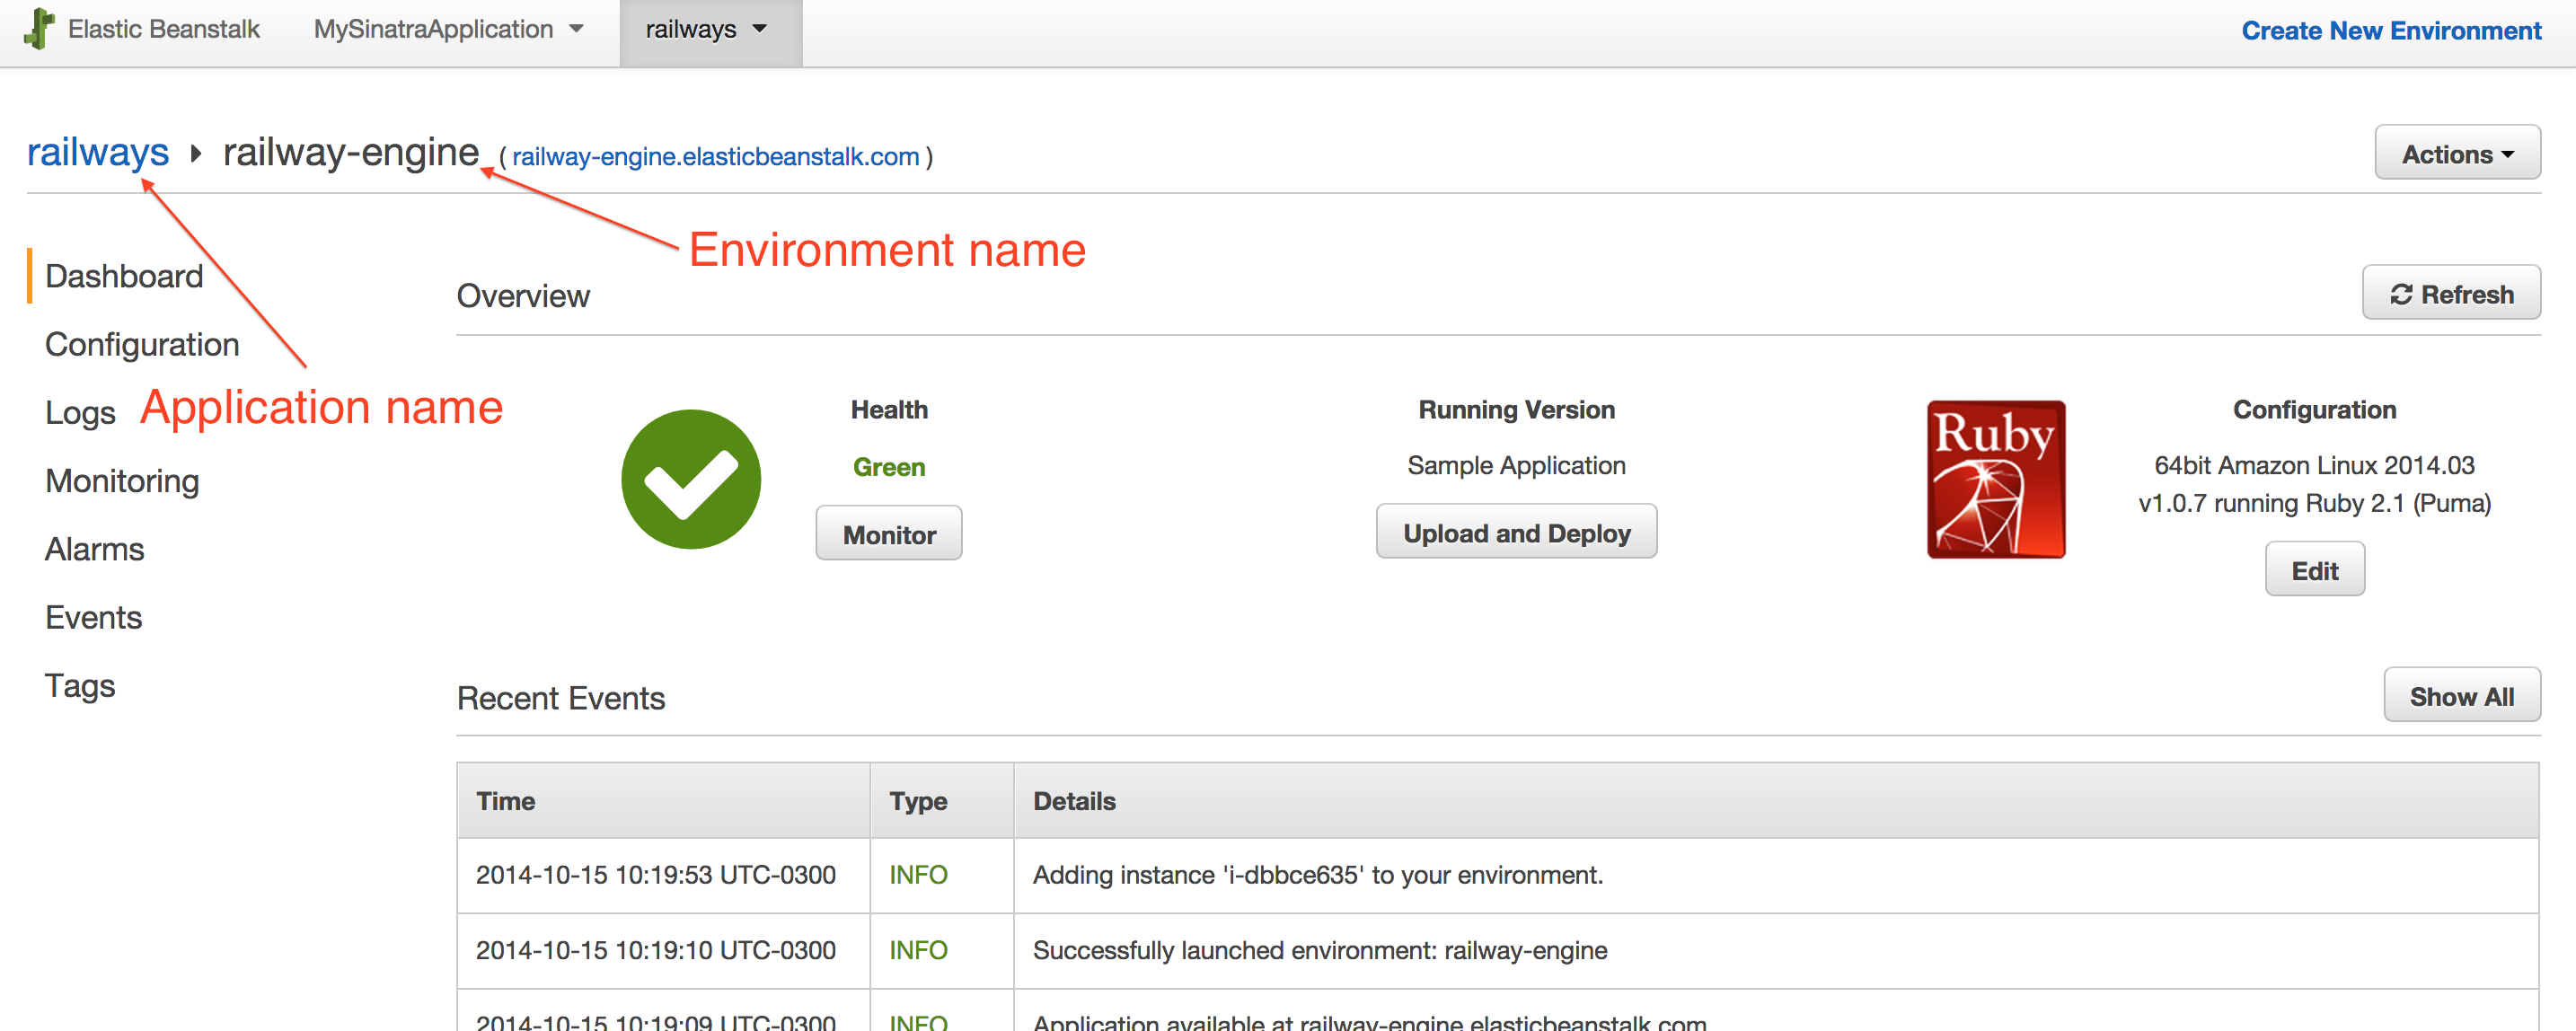 Elastic Beanstalk MySinatraApplication railways Create New Environment
railways railway-engine ( railway-engine.elasticbeanstalk.com ) Actions
Environment name
Dashboard
Overview Refresh
Configuration
Application name
Logs
Monitoring
Alarms
Events
Tags
Health
Green
Monitor
Running Version
Sample Application
Upload and Deploy
Ruby
Configuration
64bit Amazon Linux 2014.03
v1.0.7 running Ruby 2.1 (Puma)
Edit
Recent Events Show All
Time Type Details
2014-10-15 10:19:53 UTC-0300 INFO Adding instance 'i-dbbce635' to your environment.
2014-10-15 10:19:10 UTC-0300 INFO Successfully launched environment: railway-engine
2014-10-15 10:19:09 UTC-0300 INFO Application available at railway-engine.elasticbeanstalk.com